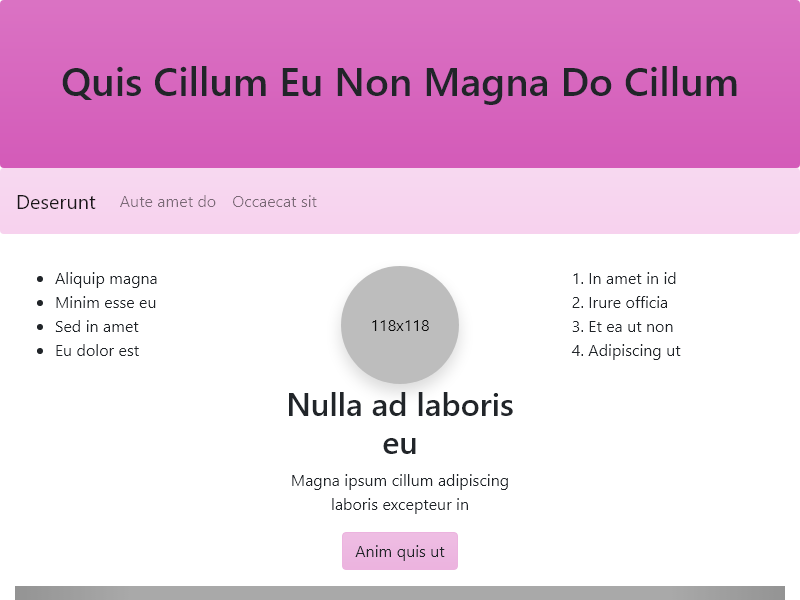 Quis Cillum Eu Non Magna Do Cillum
Deserunt Aute amet do Occaecat sit
Aliquip magna
Minim esse eu
Sed in amet
Eu dolor est
118x118
Nulla ad laboris
eu
Magna ipsum cillum adipiscing
laboris excepteur in
Anim quis ut
1. In amet in id
2. Irure officia
3. Et ea ut non
4. Adipiscing ut